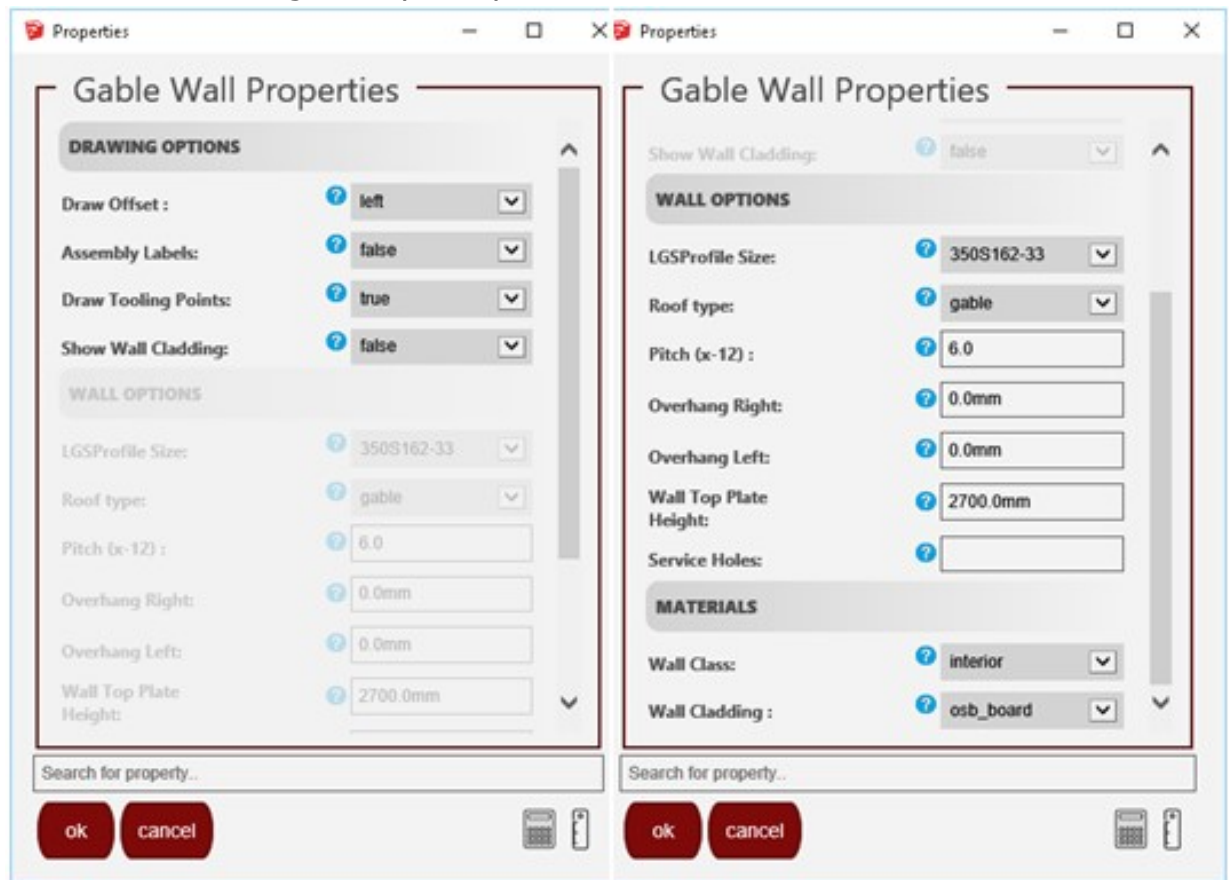 Properties
Gable Wall Properties
DRAWING OPTIONS
Draw Offset : left
Assembly Labels: false
Draw Tooling Points: true
Show Wall Cladding: false
WALL OPTIONS
LGSProfile Size: 350S162-33
Roof type: gable
Pitch (x-12) : 6.0
Overhang Right: 0.0mm
Overhang Left: 0.0mm
Wall Top Plate
Height: 2700.0mm
Search for property..
ok cancel
Properties
Gable Wall Properties
Show Wall Cladding: false
WALL OPTIONS
LGSProfile Size: 350S162-33
Roof type: gable
Pitch (x-12) : 6.0
Overhang Right: 0.0mm
Overhang Left: 0.0mm
Wall Top Plate
Height: 2700.0mm
Service Holes:
MATERIALS
Wall Class: interior
Wall Cladding : osb_board
Search for property..
ok cancel